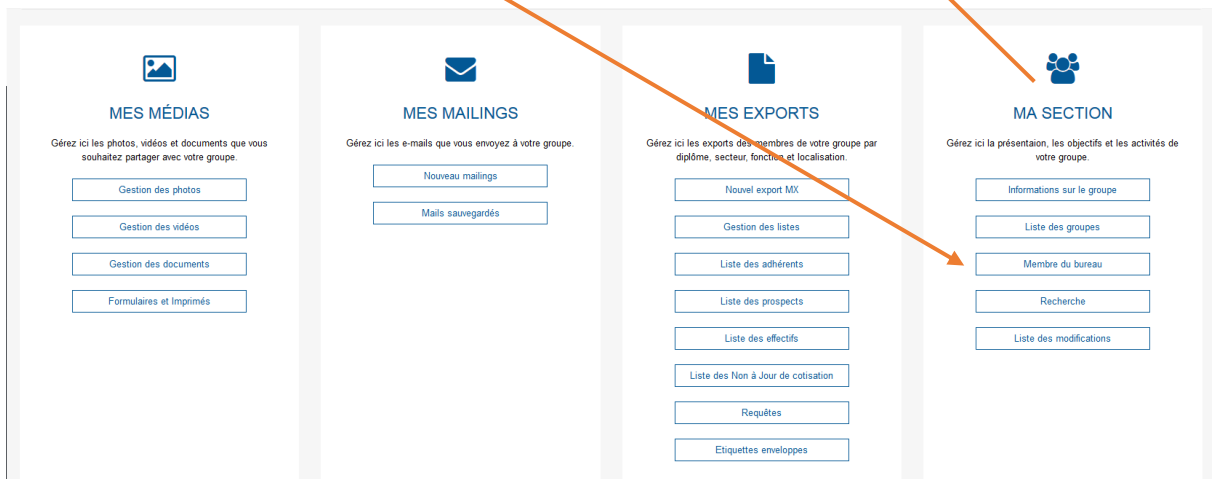 MES MÉDIAS
Gérez ici les photos, vidéos et documents que vous
souhaitez partager avec votre groupe.
Gestion des photos
Gestion des vidéos
Gestion des documents
Formulaires et Imprimés
MES MAILINGS
Gérez ici les e-mails que vous envoyez à votre groupe.
Nouveau mailings
Mails sauvegardés
MES EXPORTS
Gérez ici les exports des membres de votre groupe par
diplôme, secteur, fonction et localisation.
Nouvel export MX
Gestion des listes
Liste des adhérents
Liste des prospects
Liste des effectifs
Liste des Non à Jour de cotisation
Requêtes
Etiquettes enveloppes
MA SECTION
Gérez ici la présentaion, les objectifs et les activités de
votre groupe.
Informations sur le groupe
Liste des groupes
Membre du bureau
Recherche
Liste des modifications